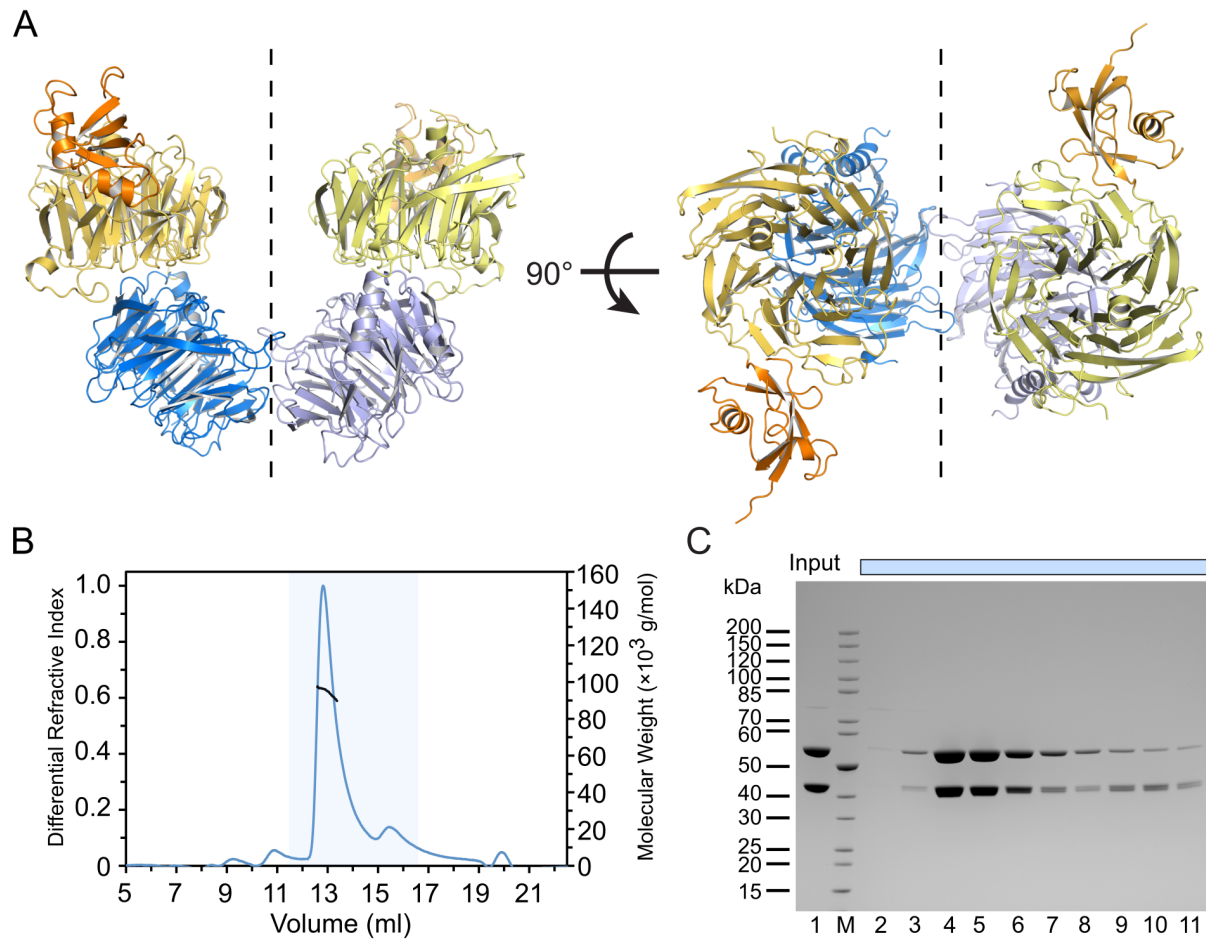 A
90°
B
Differential Refractive Index
1.0
0.8
0.6
0.4
0.2
0
160
140
120
100
80
60
40
20
0
Molecular Weight (×10³ g/mol)
5 7 9 11 13 15 17 19 21
Volume (ml)
C
Input
kDa
200
150
120
100
85
70
60
50
40
30
25
20
15
1 M 2 3 4 5 6 7 8 9 10 11